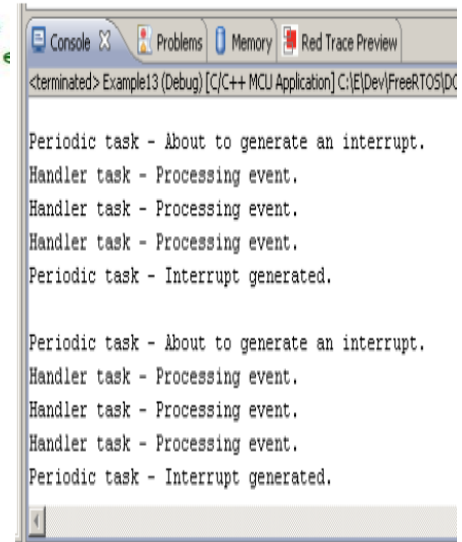 Console Problems Memory Red Trace Preview
<terminated> Example13 (Debug) [C/C++ MCU Application] C:\E\Dev\FreeRTOS\DO
Periodic task - About to generate an interrupt.
Handler task - Processing event.
Handler task - Processing event.
Handler task - Processing event.
Periodic task - Interrupt generated.
Periodic task - About to generate an interrupt.
Handler task - Processing event.
Handler task - Processing event.
Handler task - Processing event.
Periodic task - Interrupt generated.